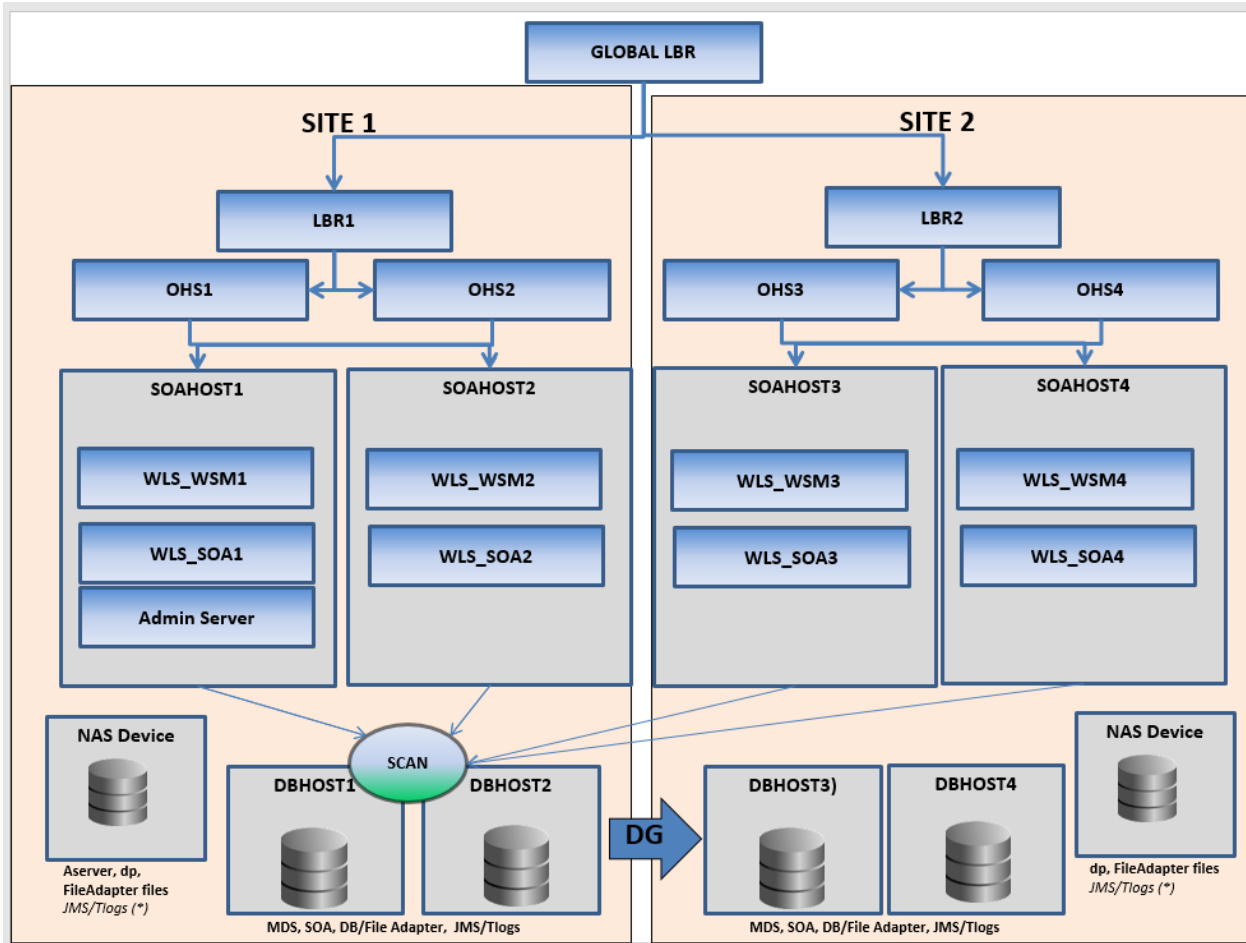 GLOBAL LBR
SITE 1
SITE 2
LBR1
LBR2
OHS1
OHS2
OHS3
OHS4
SOAHOST1
SOAHOST2
SOAHOST3
SOAHOST4
WLS_WSM1
WLS_WSM2
WLS_WSM3
WLS_WSM4
WLS_SOA1
WLS_SOA2
WLS_SOA3
WLS_SOA4
Admin Server
NAS Device
SCAN
NAS Device
DBHOST1
DBHOST2
DBHOST3)
DBHOST4
DG
Aserver, dp,
FileAdapter files
JMS/Tlogs (*)
dp, FileAdapter files
JMS/Tlogs (*)
MDS, SOA, DB/File Adapter, JMS/Tlogs
MDS, SOA, DB/File Adapter, JMS/Tlogs